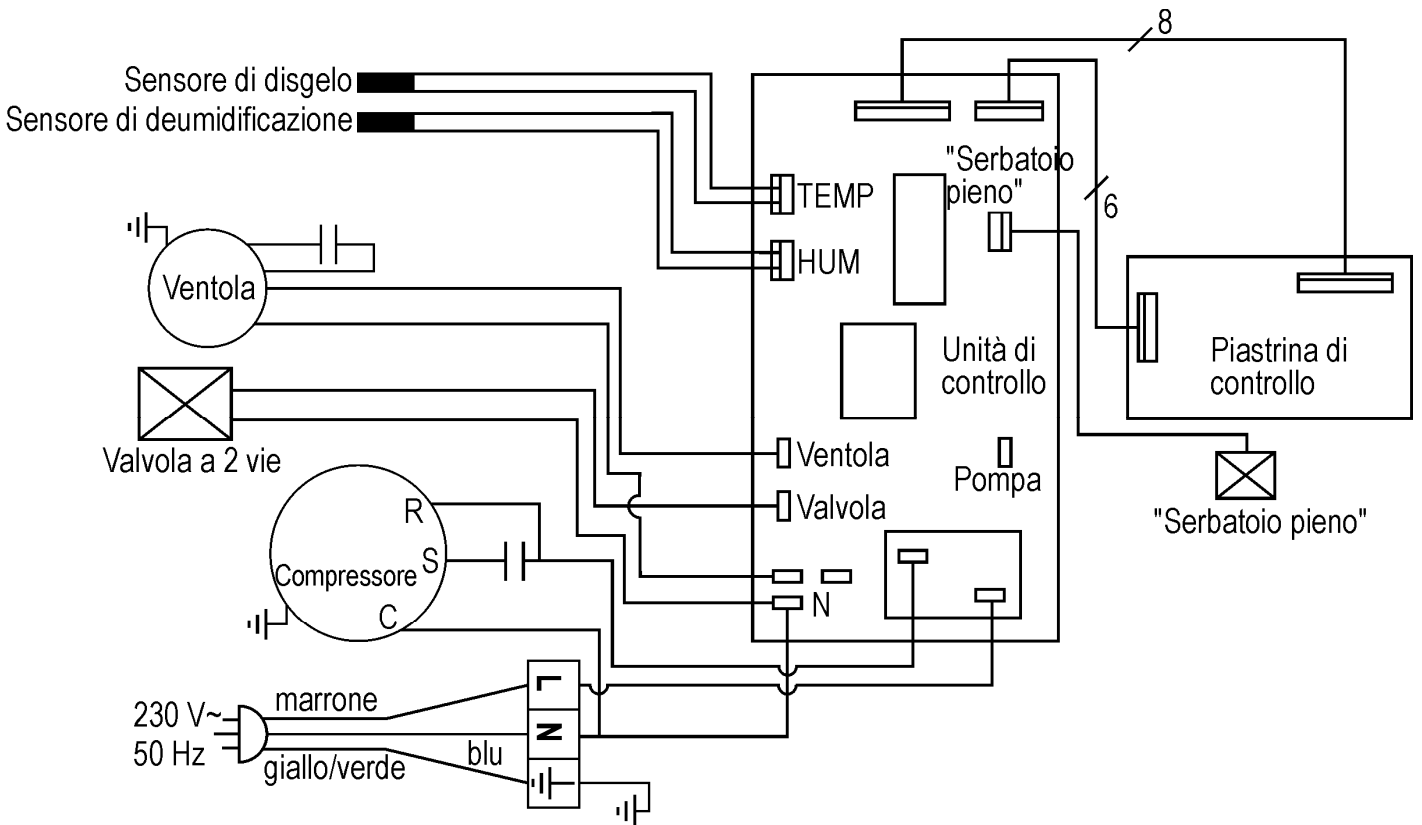 8
Sensore di disgelo
Sensore di deumidificazione
"Serbatoio
pieno"
TEMP
6
HUM
Ventola
Unità di
controllo
Piastrina di
controllo
Valvola a 2 vie
Ventola
Pompa
R
Valvola
"Serbatoio pieno"
S
Compressore
N
C
L
marrone
230 V~
N
50 Hz
blu
giallo/verde